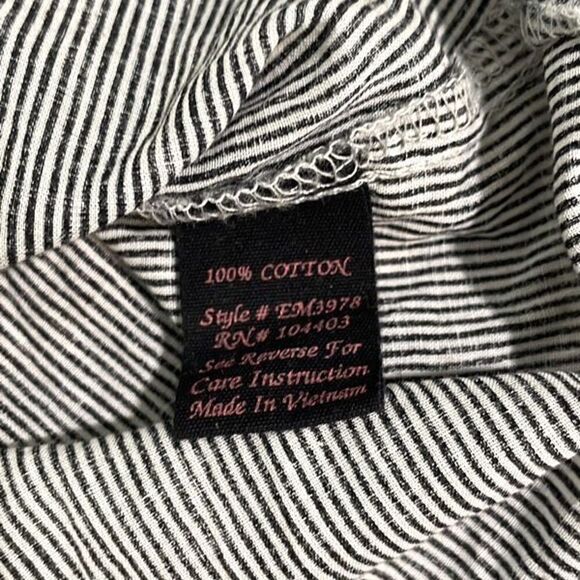 100% COTTON
Style # EM3978
RN# 104403
See Reverse For
Care Instruction
Made In Vietnam